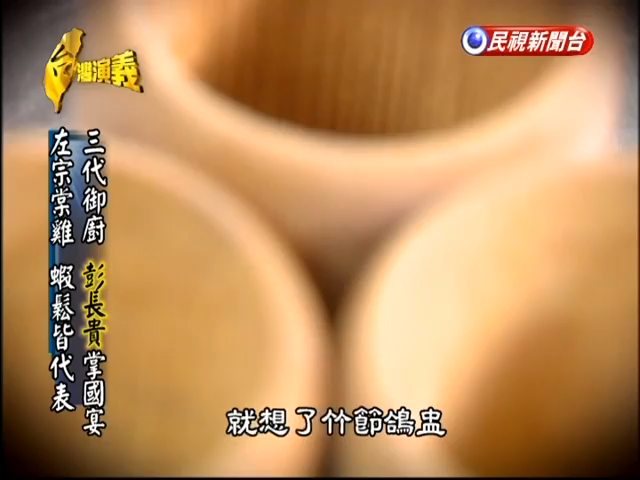 台灣演義
民視新聞台
三代御廚 彭長貴掌國宴
左宗棠雞 蝦鬆皆代表
就想了竹節鴿盅